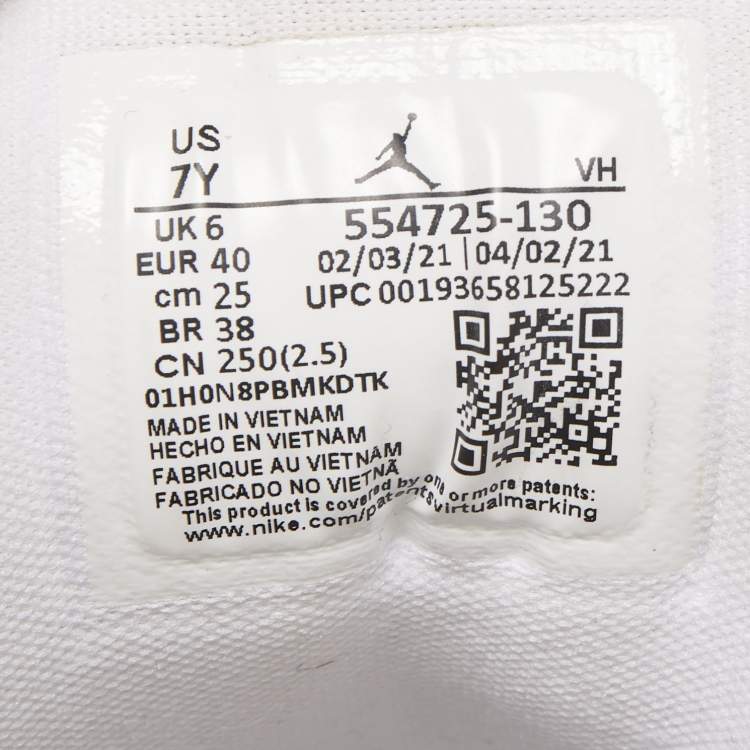 US
7Y
VH
UK 6
554725-130
EUR 40
02/03/21 | 04/02/21
cm 25
UPC 00193658125222
BR 38
CN 250(2.5)
01H0N8PBMKDTK
MADE IN VIETNAM
HECHO EN VIETNAM
FABRIQUE AU VIETNÂM
FABRICADO NO VIETNÃ
This product is covered by one or more patents:
www.nike.com/patentsvirtualmarking